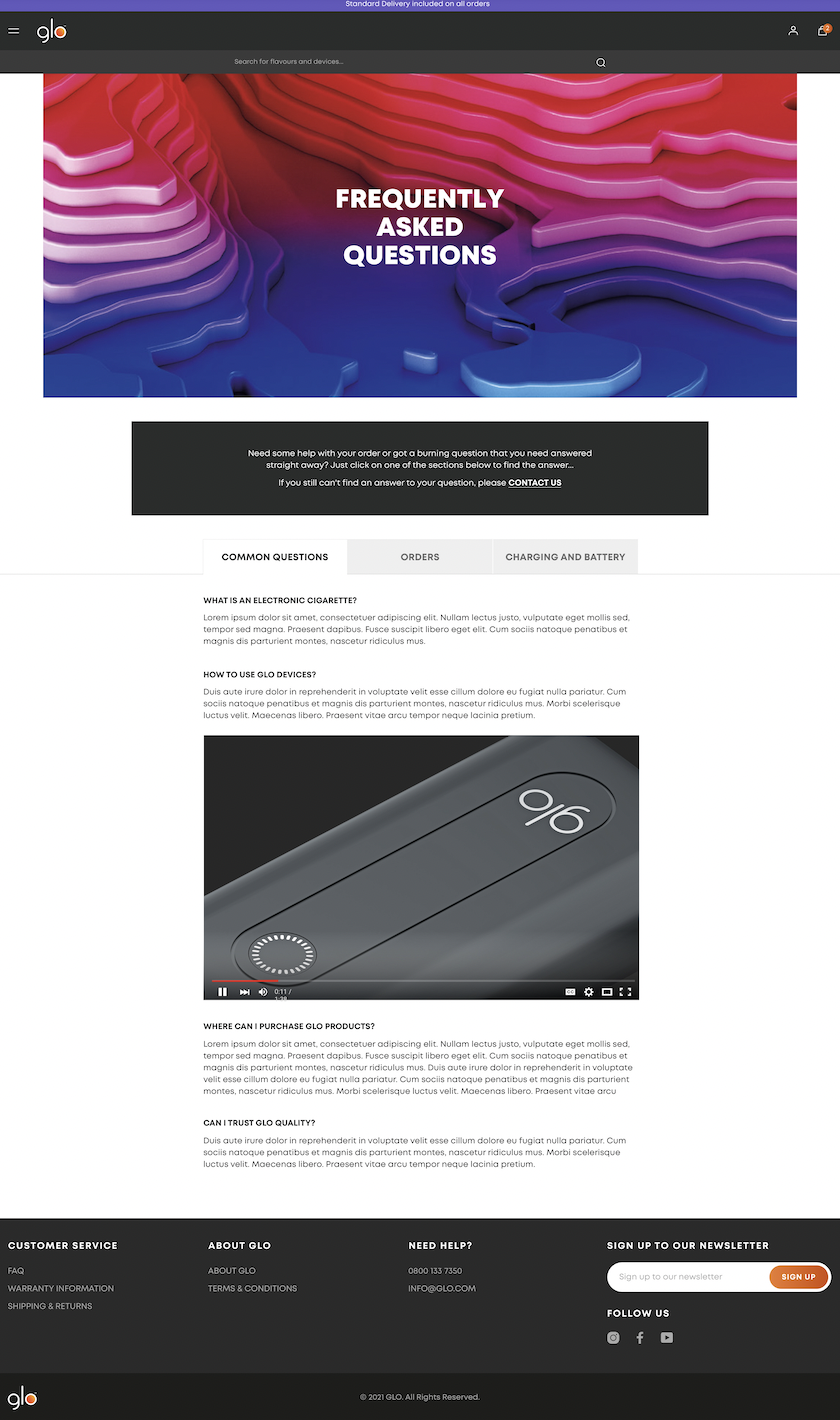 Standard Delivery included on all orders
glo
2
Search for flavours and devices...
FREQUENTLY
ASKED
QUESTIONS
Need some help with your order or got a burning question that you need answered
straight away? Just click on one of the sections below to find the answer...
If you still can't find an answer to your question, please CONTACT US
COMMON QUESTIONS
ORDERS
CHARGING AND BATTERY
WHAT IS AN ELECTRONIC CIGARETTE?
Lorem ipsum dolor sit amet, consectetuer adipiscing elit. Nullam lectus justo, vulputate eget mollis sed,
tempor sed magna. Praesent dapibus. Fusce suscipit libero eget elit. Cum sociis natoque penatibus et
magnis dis parturient montes, nascetur ridiculus mus.
HOW TO USE GLO DEVICES?
Duis aute irure dolor in reprehenderit in voluptate velit esse cillum dolore eu fugiat nulla pariatur. Cum
sociis natoque penatibus et magnis dis parturient montes, nascetur ridiculus mus. Morbi scelerisque
luctus velit. Maecenas libero. Praesent vitae arcu tempor neque lacinia pretium.
glo
0:11 /
1:38
CC
WHERE CAN I PURCHASE GLO PRODUCTS?
Lorem ipsum dolor sit amet, consectetuer adipiscing elit. Nullam lectus justo, vulputate eget mollis sed,
tempor sed magna. Praesent dapibus. Fusce suscipit libero eget elit. Cum sociis natoque penatibus et
magnis dis parturient montes, nascetur ridiculus mus. Duis aute irure dolor in reprehenderit in voluptate
velit esse cillum dolore eu fugiat nulla pariatur. Cum sociis natoque penatibus et magnis dis parturient
montes, nascetur ridiculus mus. Morbi scelerisque luctus velit. Maecenas libero. Praesent vitae arcu
CAN I TRUST GLO QUALITY?
Duis aute irure dolor in reprehenderit in voluptate velit esse cillum dolore eu fugiat nulla pariatur. Cum
sociis natoque penatibus et magnis dis parturient montes, nascetur ridiculus mus. Morbi scelerisque
luctus velit. Maecenas libero. Praesent vitae arcu tempor neque lacinia pretium.
CUSTOMER SERVICE
FAQ
WARRANTY INFORMATION
SHIPPING & RETURNS
ABOUT GLO
ABOUT GLO
TERMS & CONDITIONS
NEED HELP?
0800 133 7350
INFO@GLO.COM
SIGN UP TO OUR NEWSLETTER
Sign up to our newsletter
SIGN UP
FOLLOW US
glo
© 2021 GLO. All Rights Reserved.